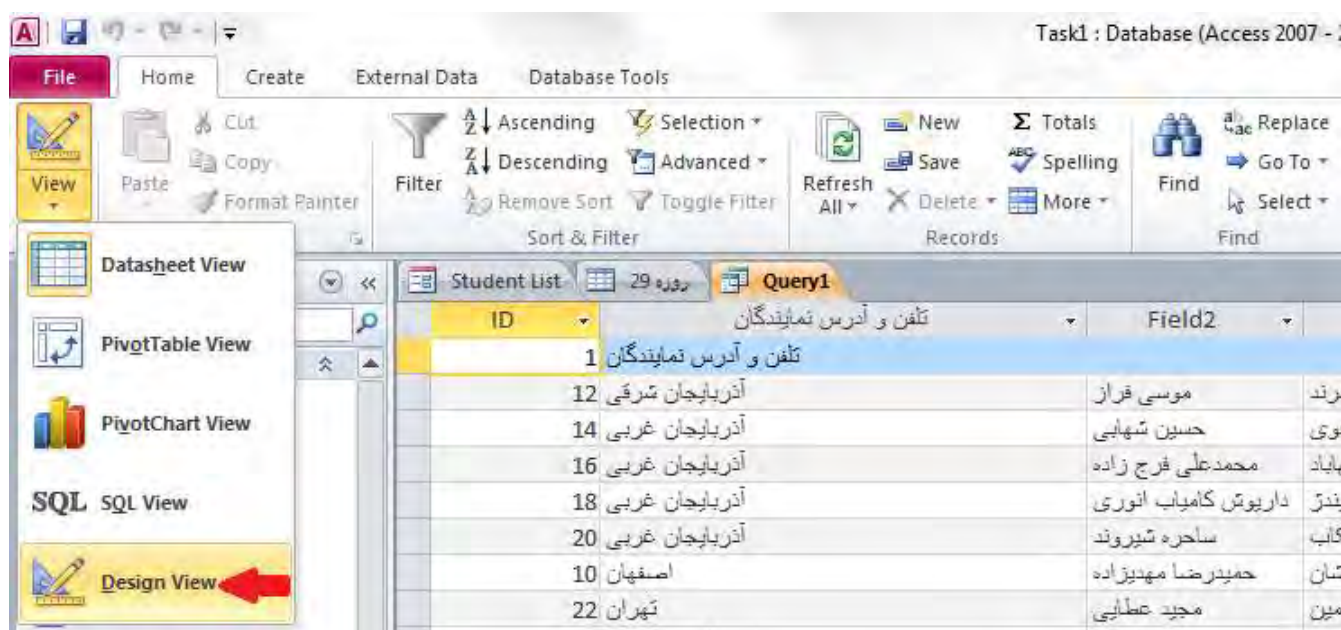 A
Task1 : Database (Access 2007 -
File Home Create External Data Database Tools
View
Paste
Cut
Copy
Format Painter
Filter
Ascending
Descending
Remove Sort
Selection
Advanced
Toggle Filter
Sort & Filter
Refresh All
New
Save
Delete
Σ Totals
Spelling
More
Records
Find
Replace
Go To
Select
Find
Datasheet View
PivotTable View
PivotChart View
SQL SQL View
Design View
Student List روزه 29 Query1
ID تلفن و آدرس نمایندگان Field2
1 تلفن و آدرس نمایندگان
12 آذربایجان شرقی موسی فراز
14 آذربایجان غربی حسین شهابی
16 آذربایجان غربی محمدعلی فرج زاده
18 آذربایجان غربی داریوش کامیاب انوری
20 آذربایجان غربی ساحره شیروند
10 اصفهان حمیدرضا مهدیزاده
22 تهران مجید عطایی